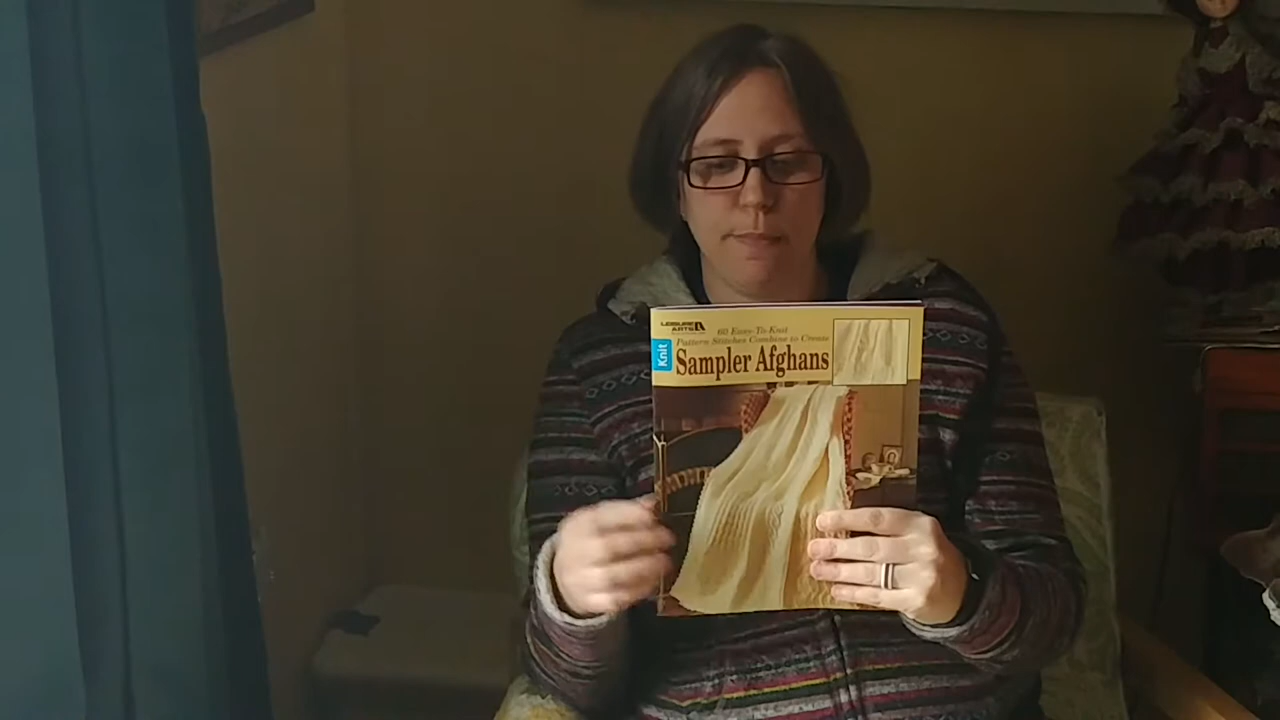 LEISURE
ARTS
60 Easy-To-Knit
Pattern Stitches Combine to Create
Knit
Sampler Afghans